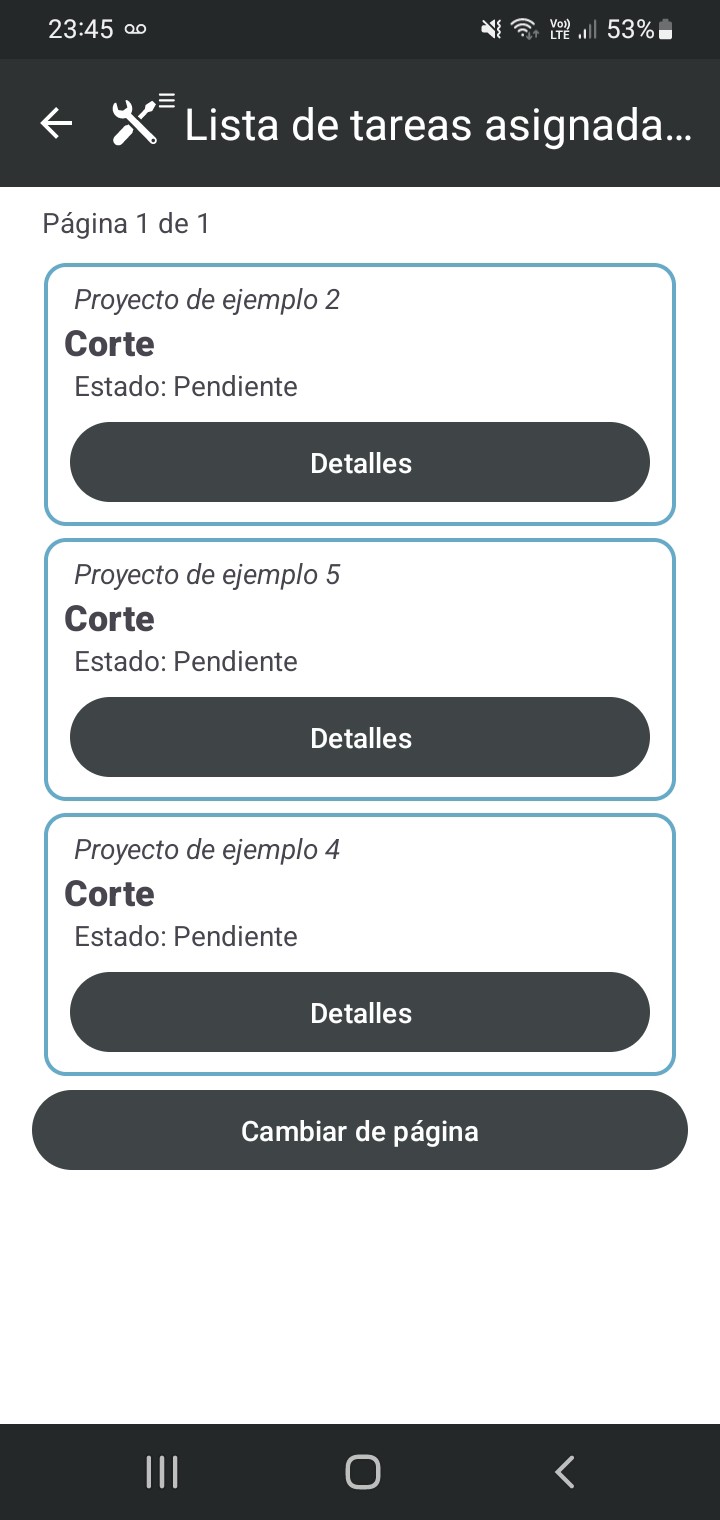 23:45
Vo)) LTE 53%
Lista de tareas asignada...
Página 1 de 1
Proyecto de ejemplo 2
Corte
Estado: Pendiente
Detalles
Proyecto de ejemplo 5
Corte
Estado: Pendiente
Detalles
Proyecto de ejemplo 4
Corte
Estado: Pendiente
Detalles
Cambiar de página